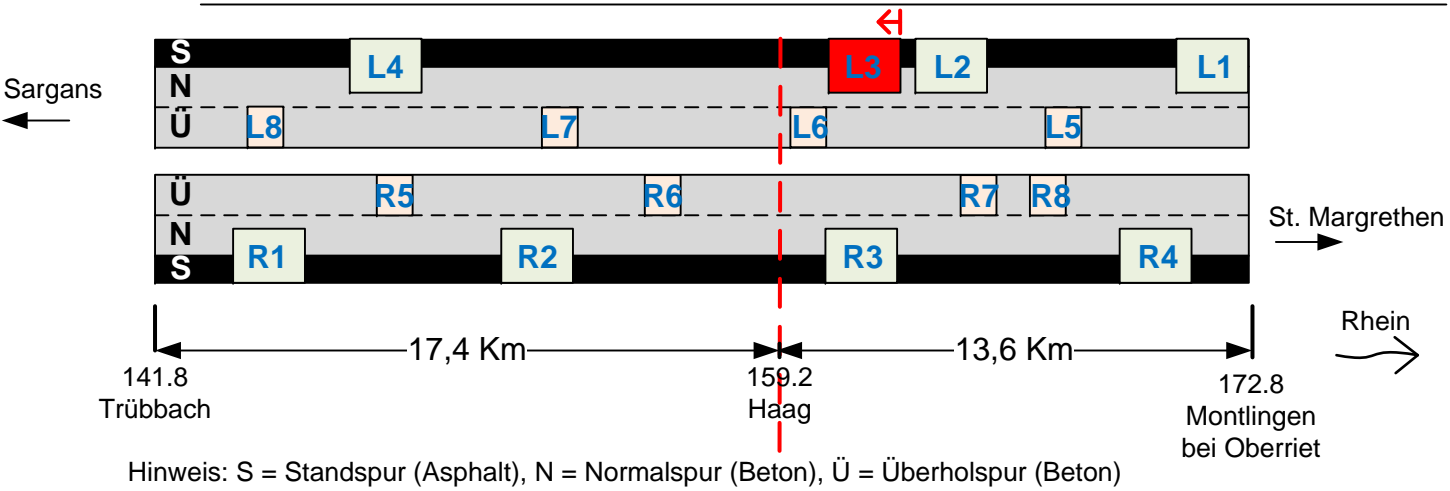 S
L4
L3
L2
L1
N
Sargans
Ü
L8
L7
L6
L5
Ü
R5
R6
R7
R8
St. Margrethen
N
R1
R2
R3
R4
S
Rhein
17,4 Km
13,6 Km
141.8
Trübbach
159.2
Haag
172.8
Montlingen
bei Oberriet
Hinweis: S = Standspur (Asphalt), N = Normalspur (Beton), Ü = Überholspur (Beton)